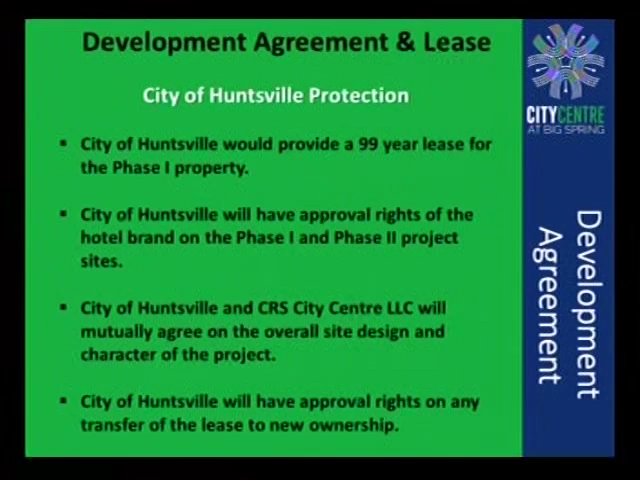 Development Agreement & Lease
City of Huntsville Protection
▪ City of Huntsville would provide a 99 year lease for
the Phase I property.
▪ City of Huntsville will have approval rights of the
hotel brand on the Phase I and Phase II project
sites.
▪ City of Huntsville and CRS City Centre LLC will
mutually agree on the overall site design and
character of the project.
▪ City of Huntsville will have approval rights on any
transfer of the lease to new ownership.
CITYCENTRE
AT BIG SPRING
Development
Agreement